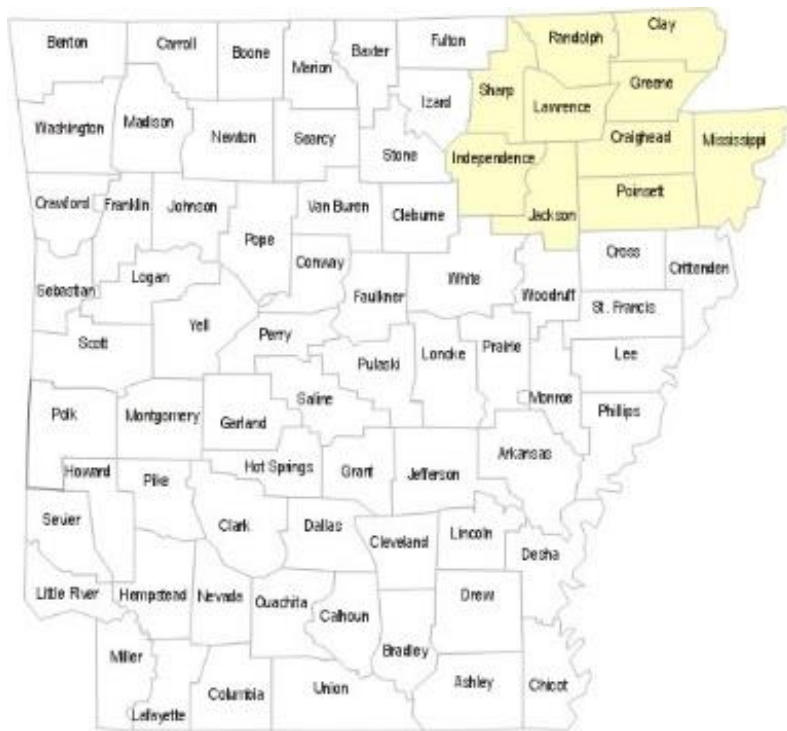 Benton
Carroll
Boone
Marion
Baxter
Fulton
Randolph
Clay
Sharp
Izard
Lawrence
Greene
Washington
Madison
Newton
Searcy
Stone
Independence
Craighead
Mississippi
Crawford
Franklin
Johnson
Pope
Van Buren
Cleburne
Jackson
Poinsett
Sebastian
Logan
Conway
Faulkner
White
Woodruff
Cross
Crittenden
Scott
Yell
Perry
Pulaski
Lonoke
Prairie
St. Francis
Lee
Polk
Montgomery
Garland
Saline
Monroe
Phillips
Howard
Pike
Hot Springs
Grant
Jefferson
Arkansas
Sevier
Clark
Dallas
Cleveland
Lincoln
Desha
Little River
Hempstead
Nevada
Ouachita
Calhoun
Drew
Bradley
Miller
Lafayette
Columbia
Union
Ashley
Chicot